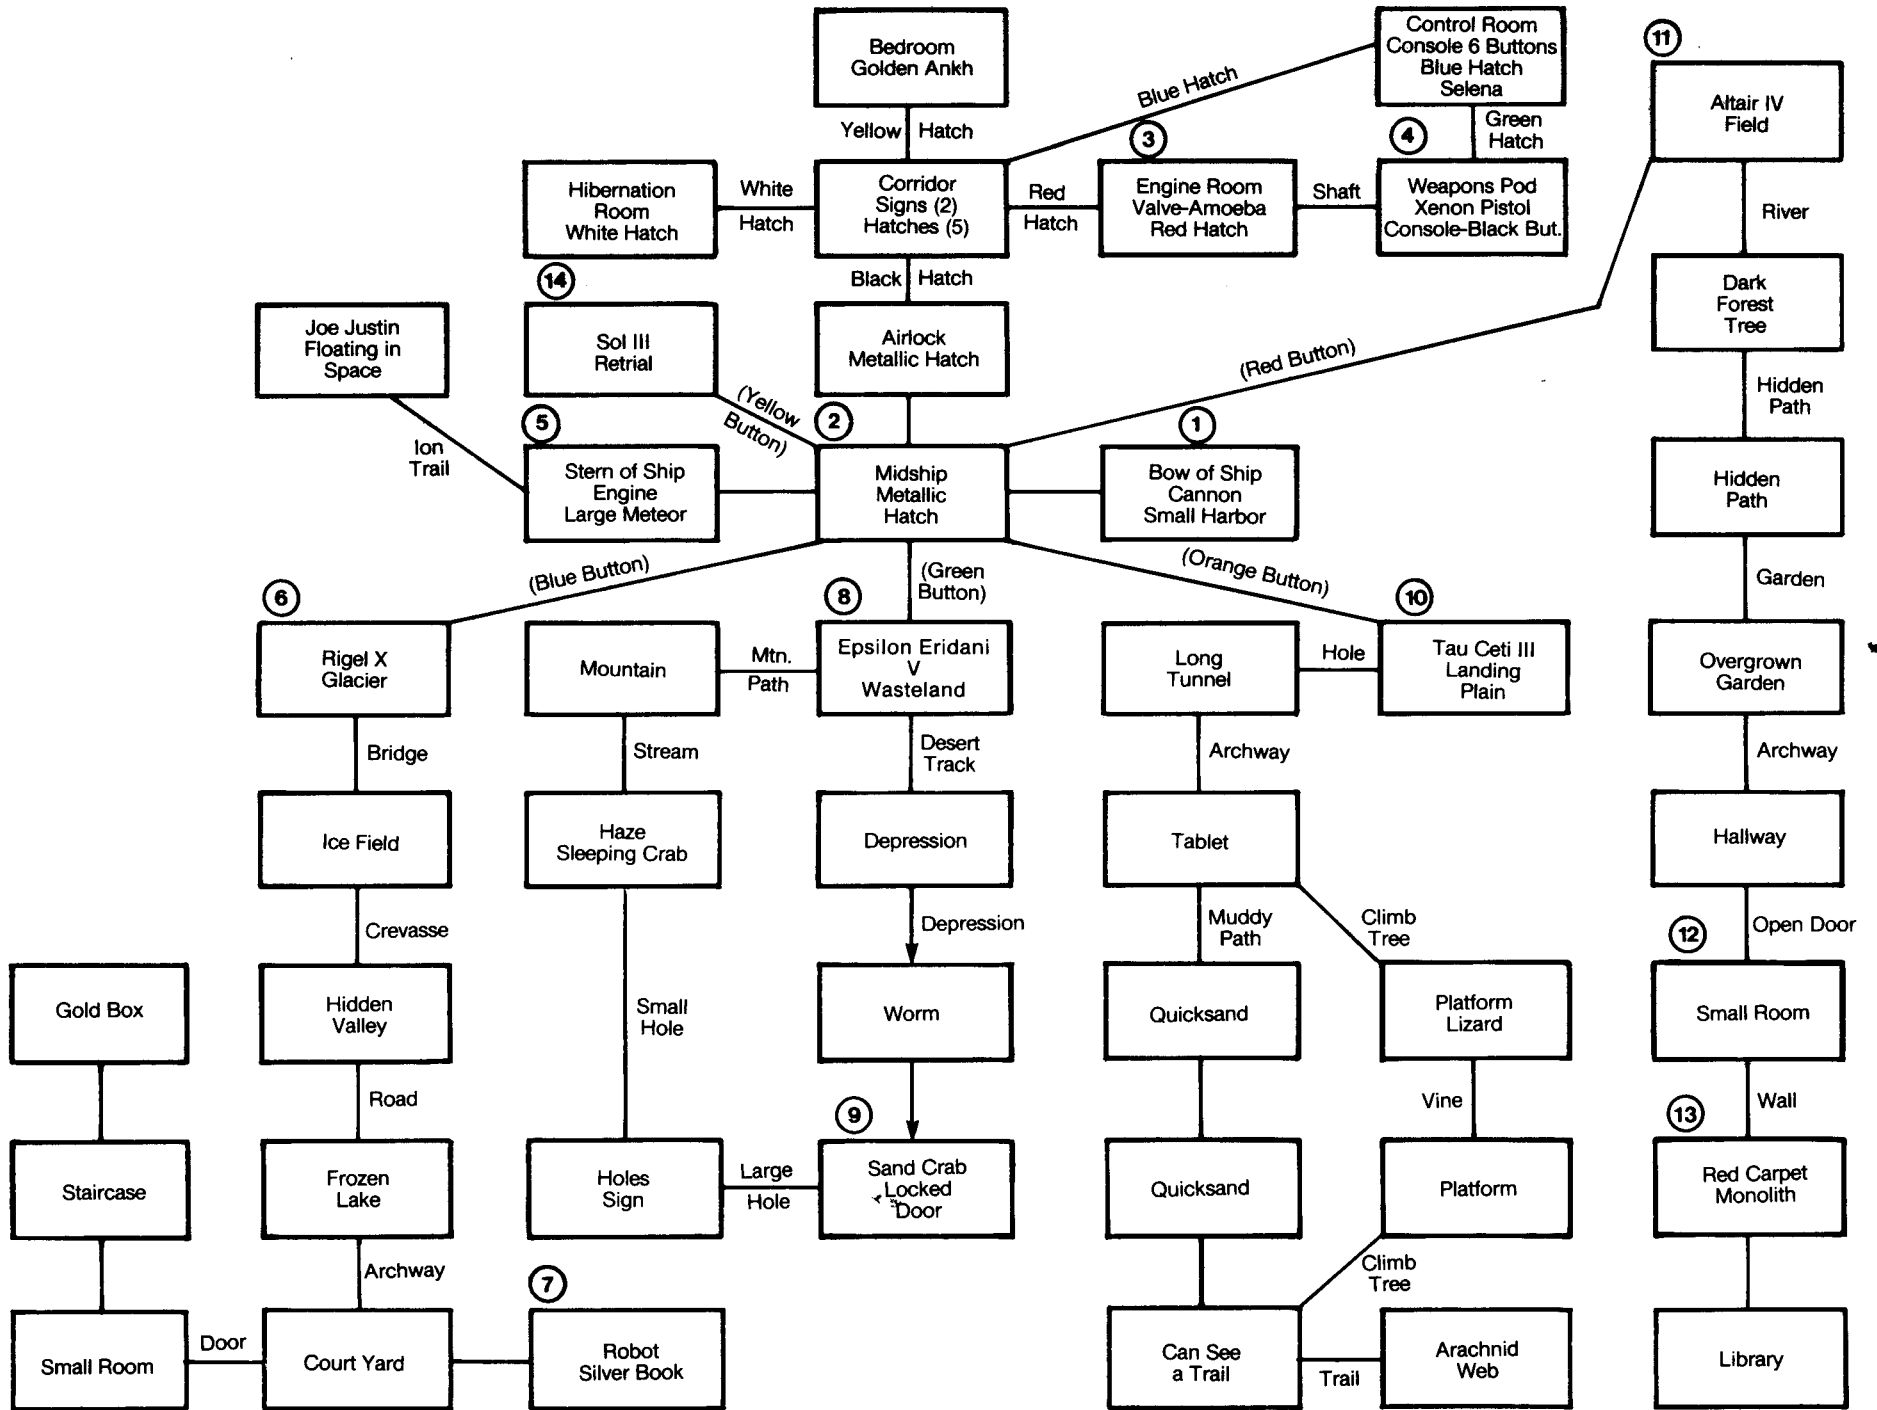 Bedroom
Golden Ankh
Control Room
Console 6 Buttons
Blue Hatch
Selena
11
Altair IV
Field
Blue Hatch
Yellow Hatch
Green
Hatch
3
4
Hibernation
Room
White Hatch
White
Hatch
Corridor
Signs (2)
Hatches (5)
Red
Hatch
Engine Room
Valve-Amoeba
Red Hatch
Shaft
Weapons Pod
Xenon Pistol
Console-Black But.
River
14
Black Hatch
Joe Justin
Floating in
Space
Sol III
Retrial
Airlock
Metallic Hatch
Dark
Forest
Tree
(Red Button)
(Yellow
Button)
Hidden
Path
5
2
1
Ion
Trail
Stern of Ship
Engine
Large Meteor
Midship
Metallic
Hatch
Bow of Ship
Cannon
Small Harbor
Hidden
Path
(Blue Button)
(Green
Button)
(Orange Button)
Garden
6
8
10
Rigel X
Glacier
Mountain
Mtn.
Path
Epsilon Eridani
V
Wasteland
Long
Tunnel
Hole
Tau Ceti III
Landing
Plain
Overgrown
Garden
Bridge
Stream
Desert
Track
Archway
Archway
Ice Field
Haze
Sleeping Crab
Depression
Tablet
Hallway
Crevasse
Depression
Muddy
Path
Climb
Tree
12
Open Door
Gold Box
Hidden
Valley
Small
Hole
Worm
Quicksand
Platform
Lizard
Small Room
Road
9
Vine
13
Wall
Staircase
Frozen
Lake
Holes
Sign
Large
Hole
Sand Crab
Locked
Door
Quicksand
Platform
Red Carpet
Monolith
Archway
7
Climb
Tree
Small Room
Door
Court Yard
Robot
Silver Book
Can See
a Trail
Trail
Arachnid
Web
Library